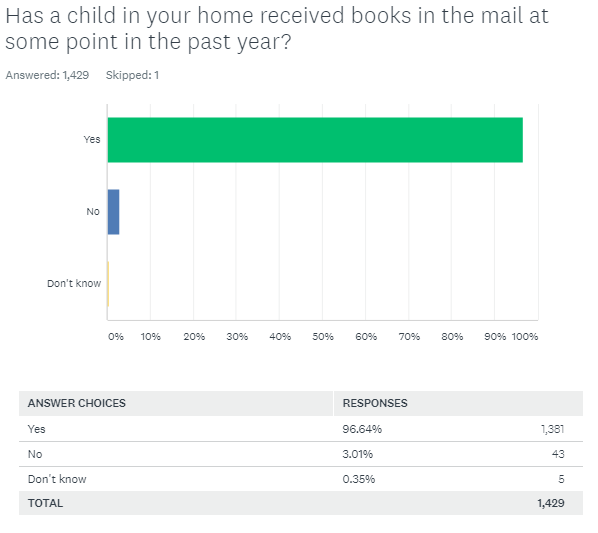 Has a child in your home received books in the mail at
some point in the past year?
Answered: 1,429 Skipped: 1
Yes
No
Don't know
0% 10% 20% 30% 40% 50% 60% 70% 80% 90% 100%
ANSWER CHOICES RESPONSES
Yes 96.64% 1,381
No 3.01% 43
Don't know 0.35% 5
TOTAL 1,429